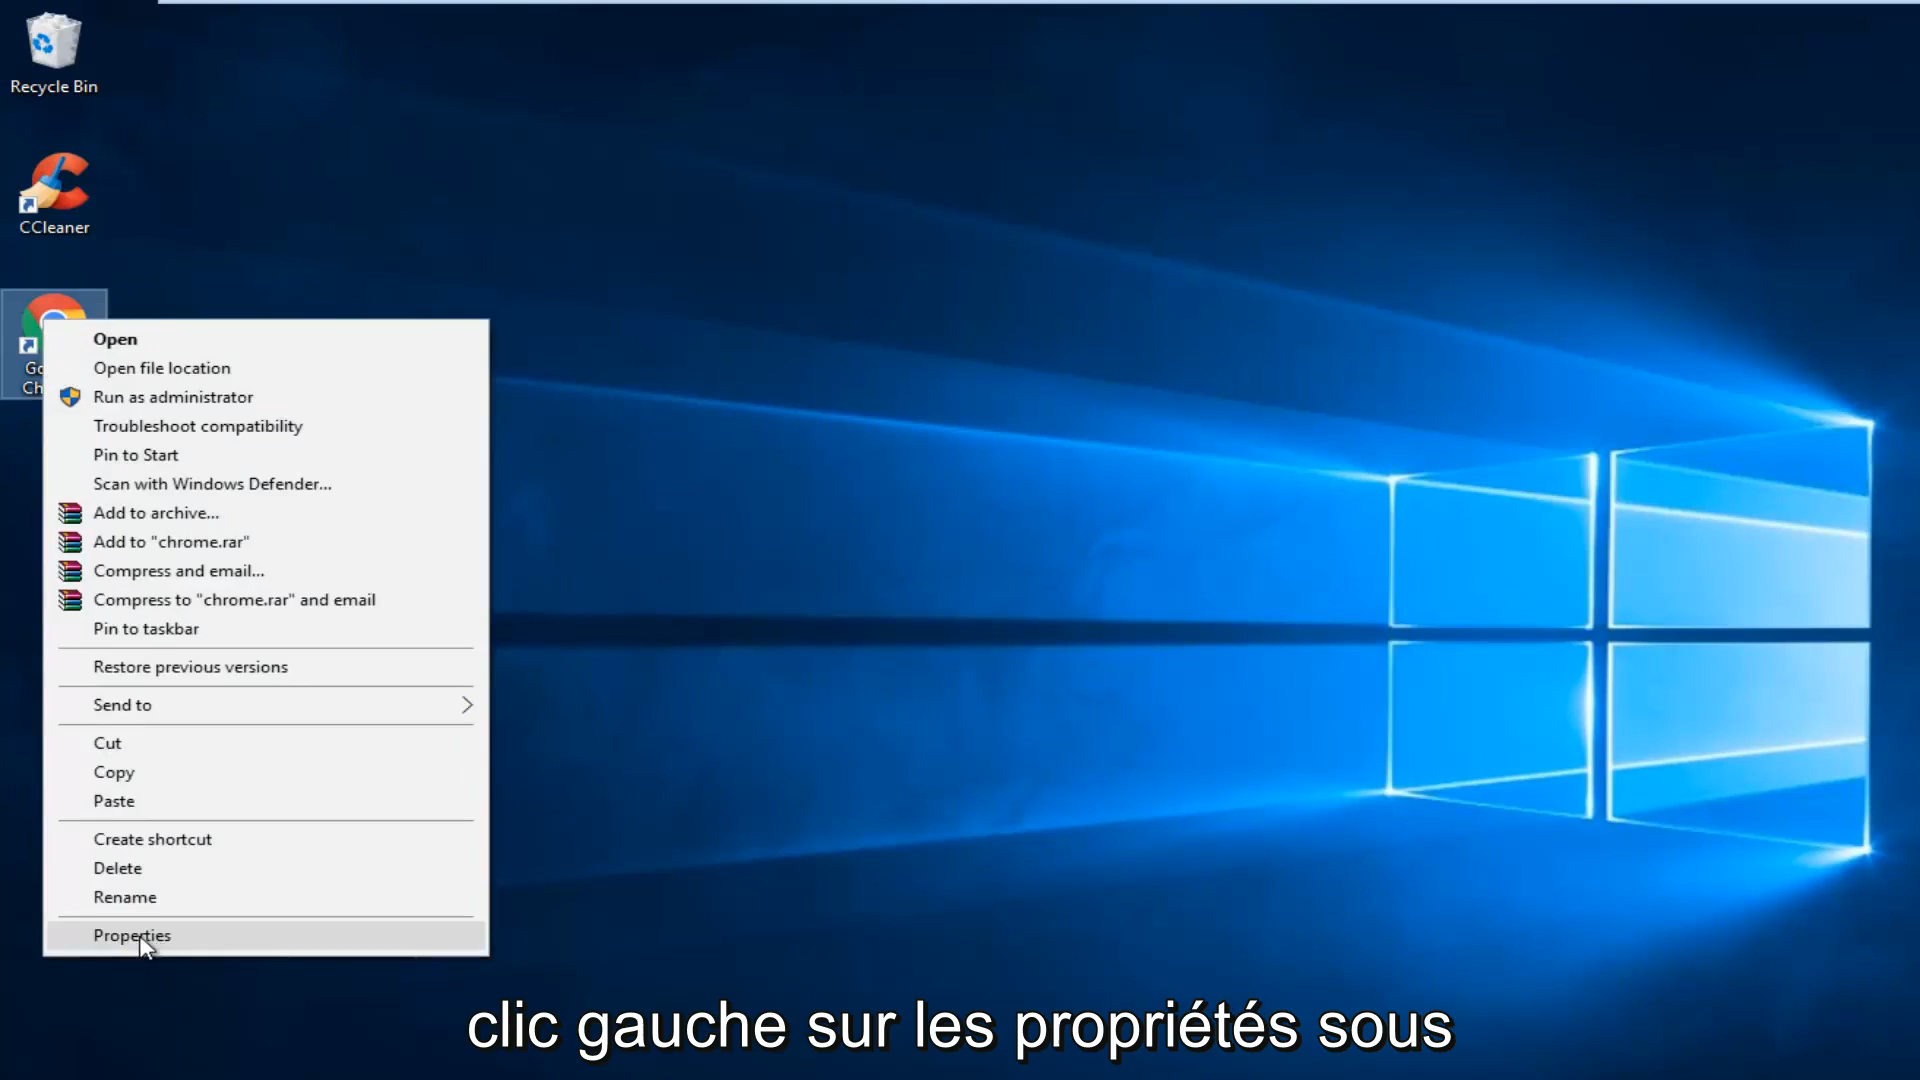 Recycle Bin
CCleaner
Open
Open file location
Run as administrator
Troubleshoot compatibility
Pin to Start
Scan with Windows Defender...
Add to archive...
Add to "chrome.rar"
Compress and email...
Compress to "chrome.rar" and email
Pin to taskbar
Restore previous versions
Send to
Cut
Copy
Paste
Create shortcut
Delete
Rename
Properties
clic gauche sur les propriétés sous